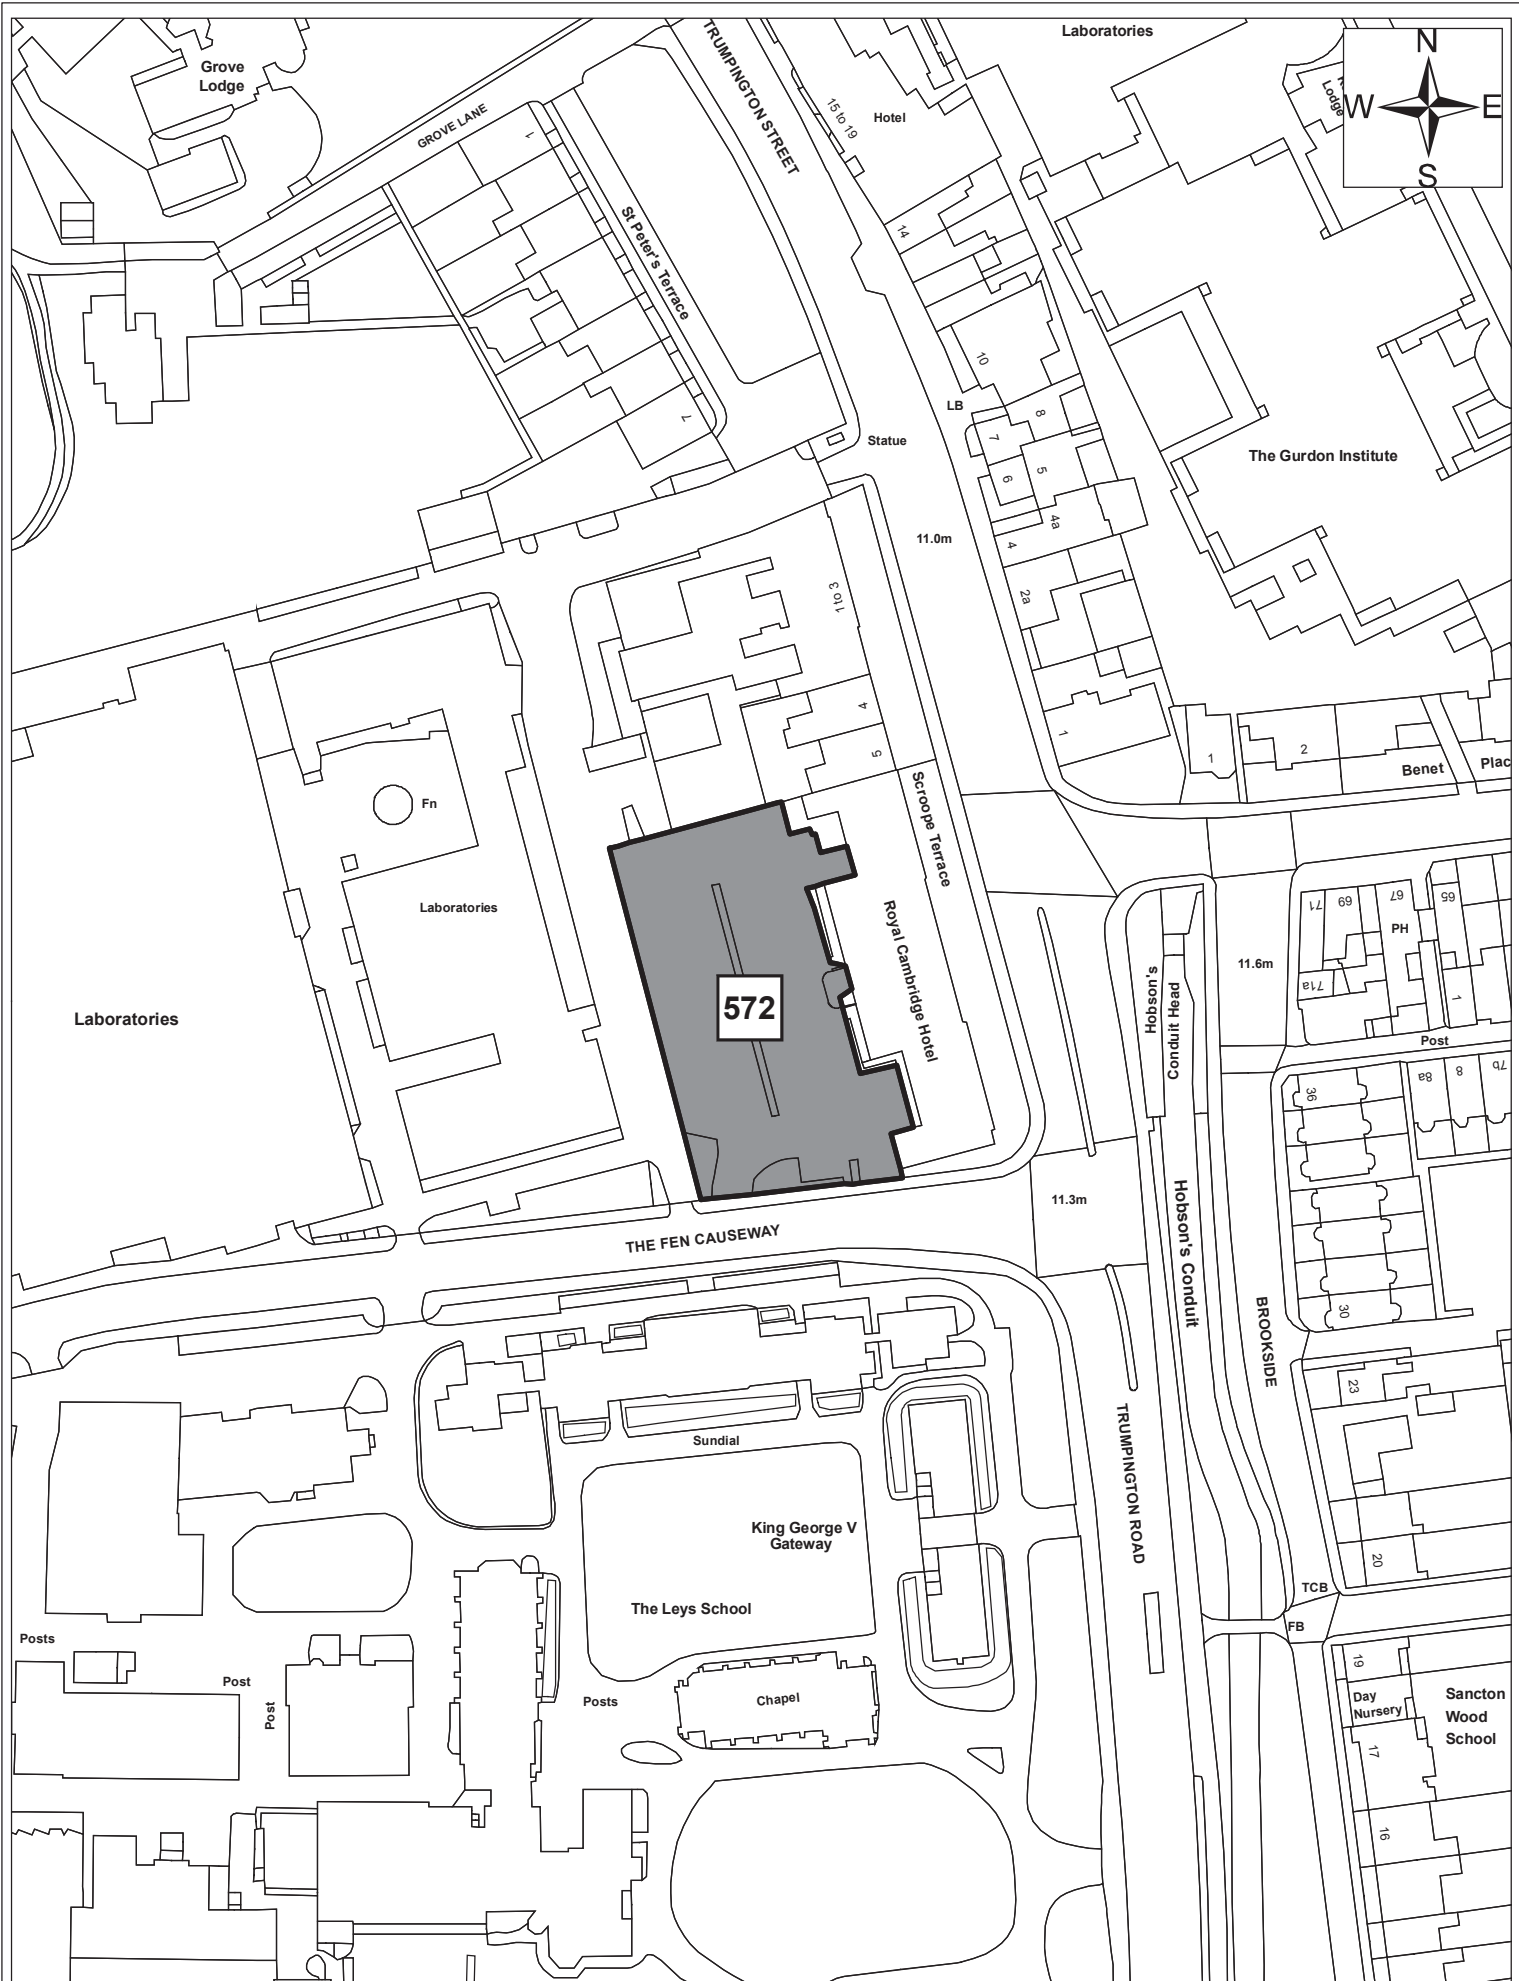 Laboratories
N
W
E
S
Lodge
Grove
Lodge
GROVE LANE
TRUMPINGTON STREET
15 to 19
Hotel
1
St Peter's Terrace
14
10
7
LB
8
7
6
5
Statue
The Gurdon Institute
11.0m
4a
4
2a
1 to 3
4
5
1
1
2
Benet
Plac
Fn
Scroope Terrace
Laboratories
Royal Cambridge Hotel
71
69
67
65
PH
11.6m
71a
1
Laboratories
572
Hobson's
Conduit Head
Post
36
8a
8
7b
11.3m
Hobson's Conduit
THE FEN CAUSEWAY
BROOKSIDE
30
23
TRUMPINGTON ROAD
Sundial
King George V
Gateway
20
TCB
The Leys School
FB
Posts
Post
Post
Posts
Chapel
19
Day
Nursery
Sancton
Wood
School
17
16